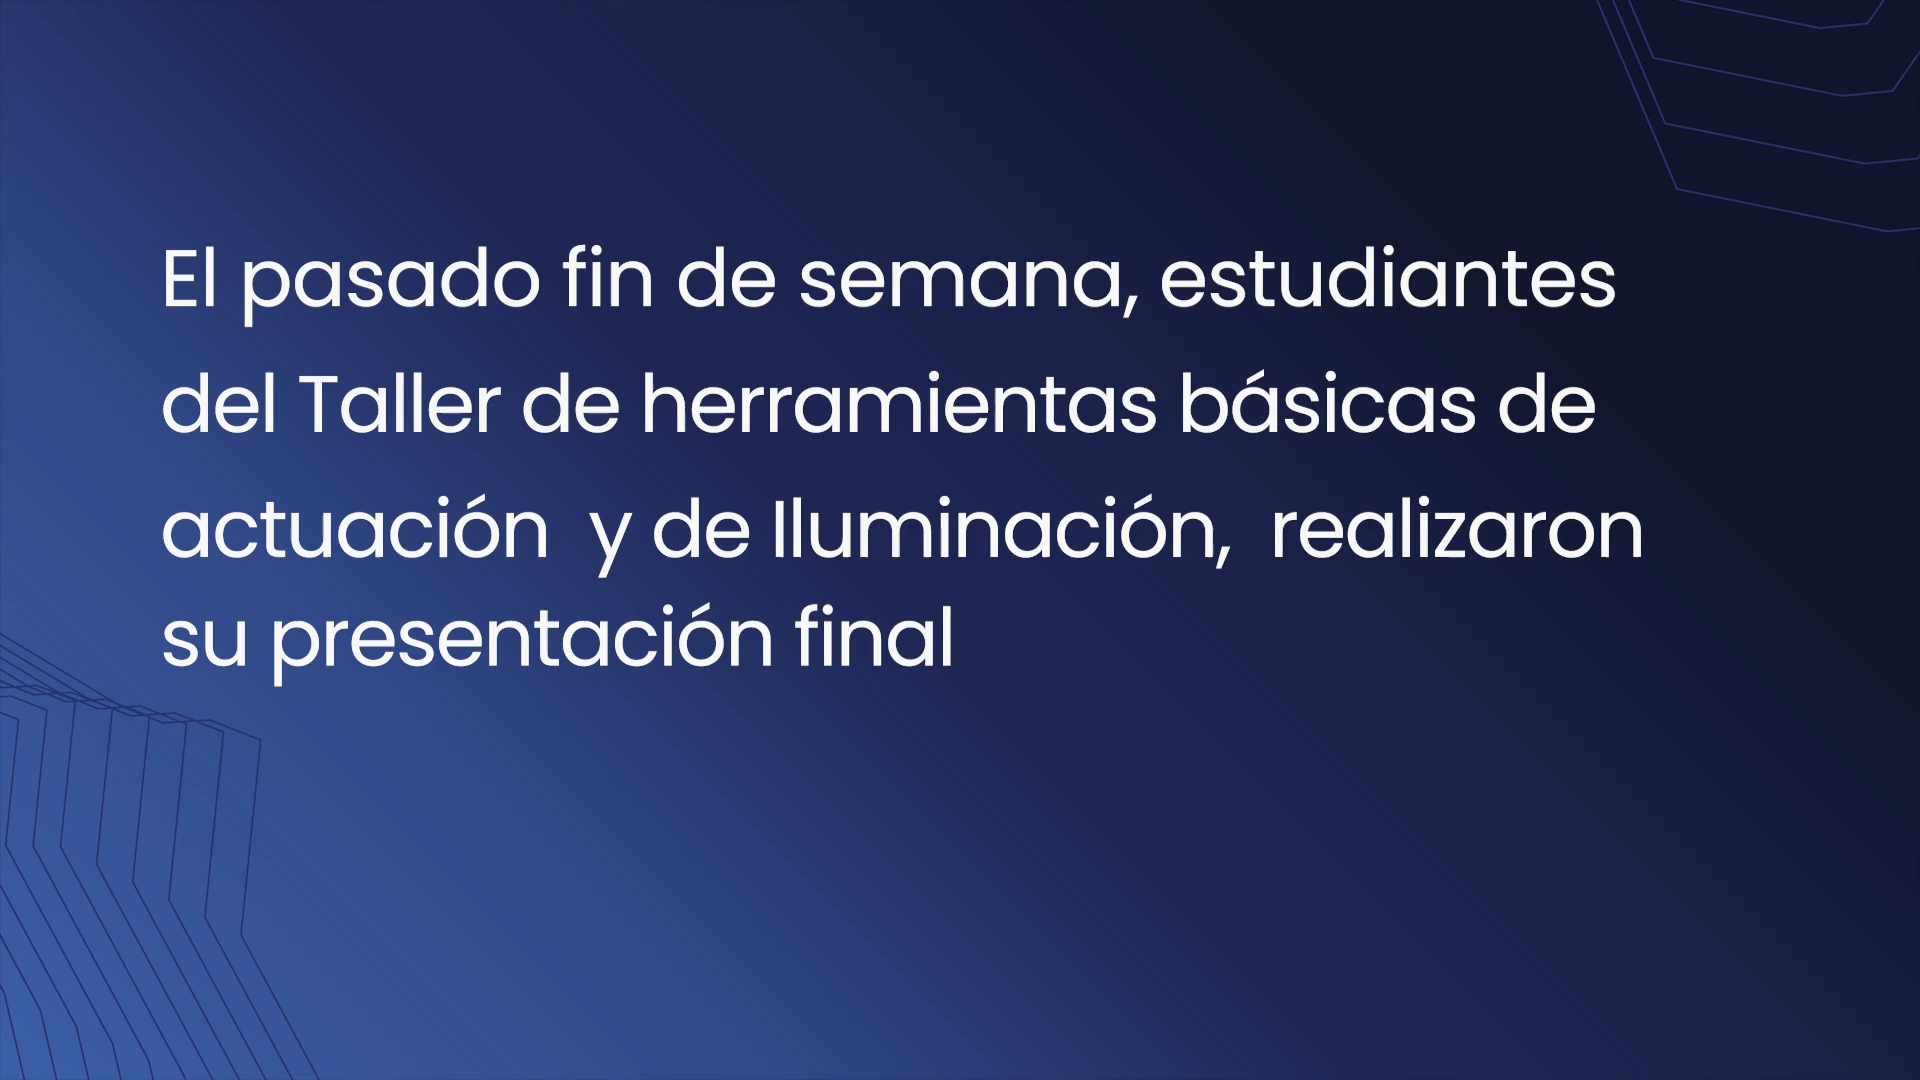 El pasado fin de semana, estudiantes
del Taller de herramientas básicas de
actuación  y de Iluminación,  realizaron
su presentación final